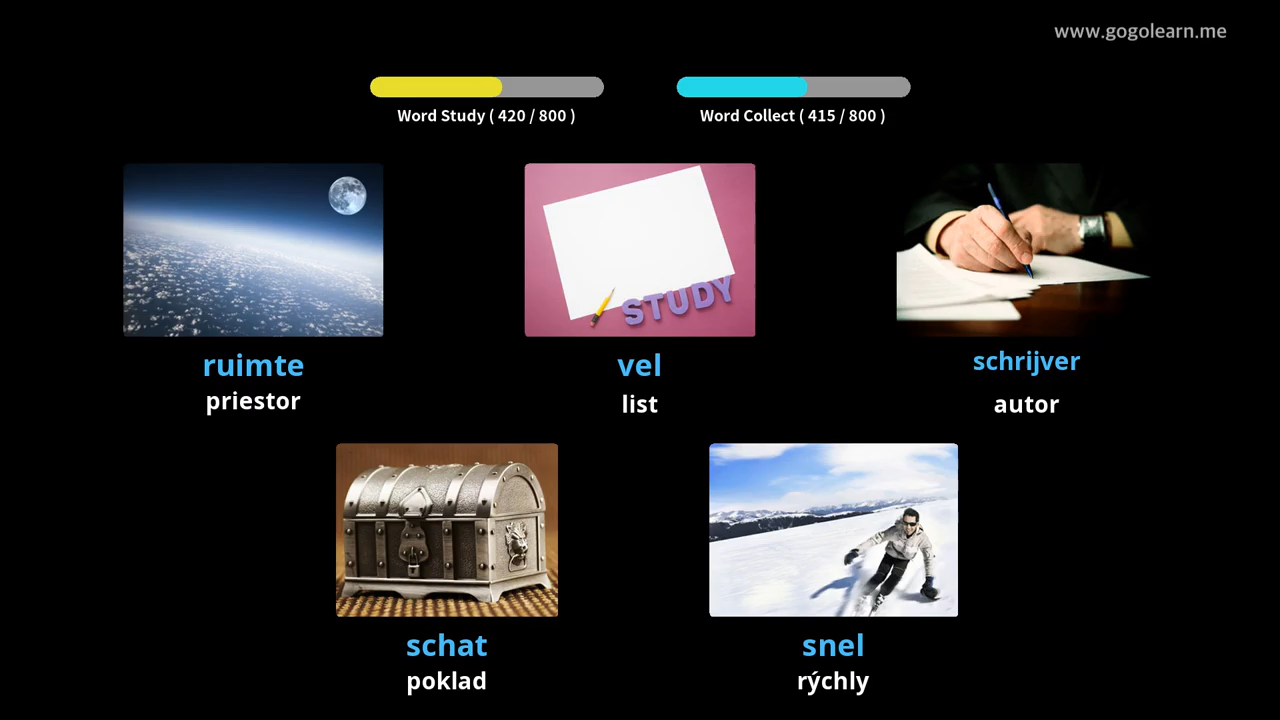 www.gogolearn.me
Word Study ( 420 / 800 )
Word Collect ( 415 / 800 )
STUDY
ruimte
priestor
vel
list
schrijver
autor
schat
poklad
snel
rýchly